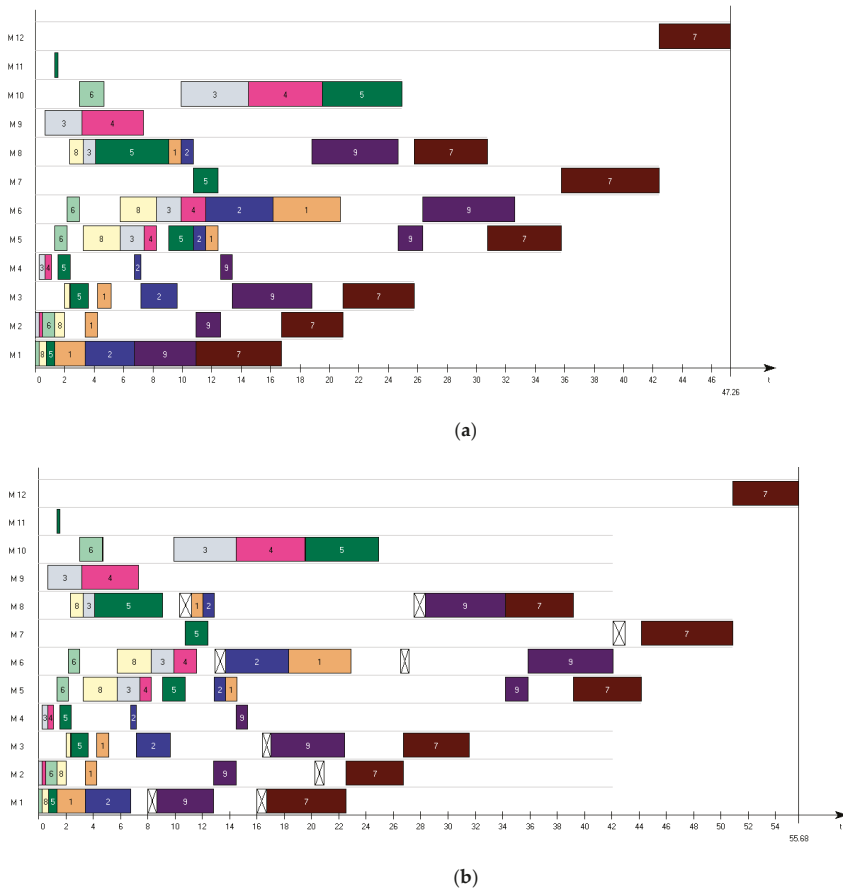 M 12 7
M 11
M 10 6 3 4 5
M 9 3 4
M 8 8 3 5 1 2 9 7
M 7 5 7
M 6 6 8 3 4 2 1 9
M 5 6 8 3 4 5 2 1 9 7
M 4 3 4 5 2 9
M 3 5 1 2 9 7
M 2 6 8 1 9 7
M 1 8 5 1 2 9 7
0 2 4 6 8 10 12 14 16 18 20 22 24 26 28 30 32 34 36 38 40 42 44 46 t
47.26
(a)
M 12 7
M 11
M 10 6 3 4 5
M 9 3 4
M 8 8 3 5 1 2 9 7
M 7 5 7
M 6 6 8 3 4 2 1 9
M 5 6 8 3 4 5 2 1 9 7
M 4 3 4 5 2 9
M 3 5 1 2 9 7
M 2 6 8 1 9 7
M 1 8 5 1 2 9 7
0 2 4 6 8 10 12 14 16 18 20 22 24 26 28 30 32 34 36 38 40 42 44 46 48 50 52 54 t
55.68
(b)